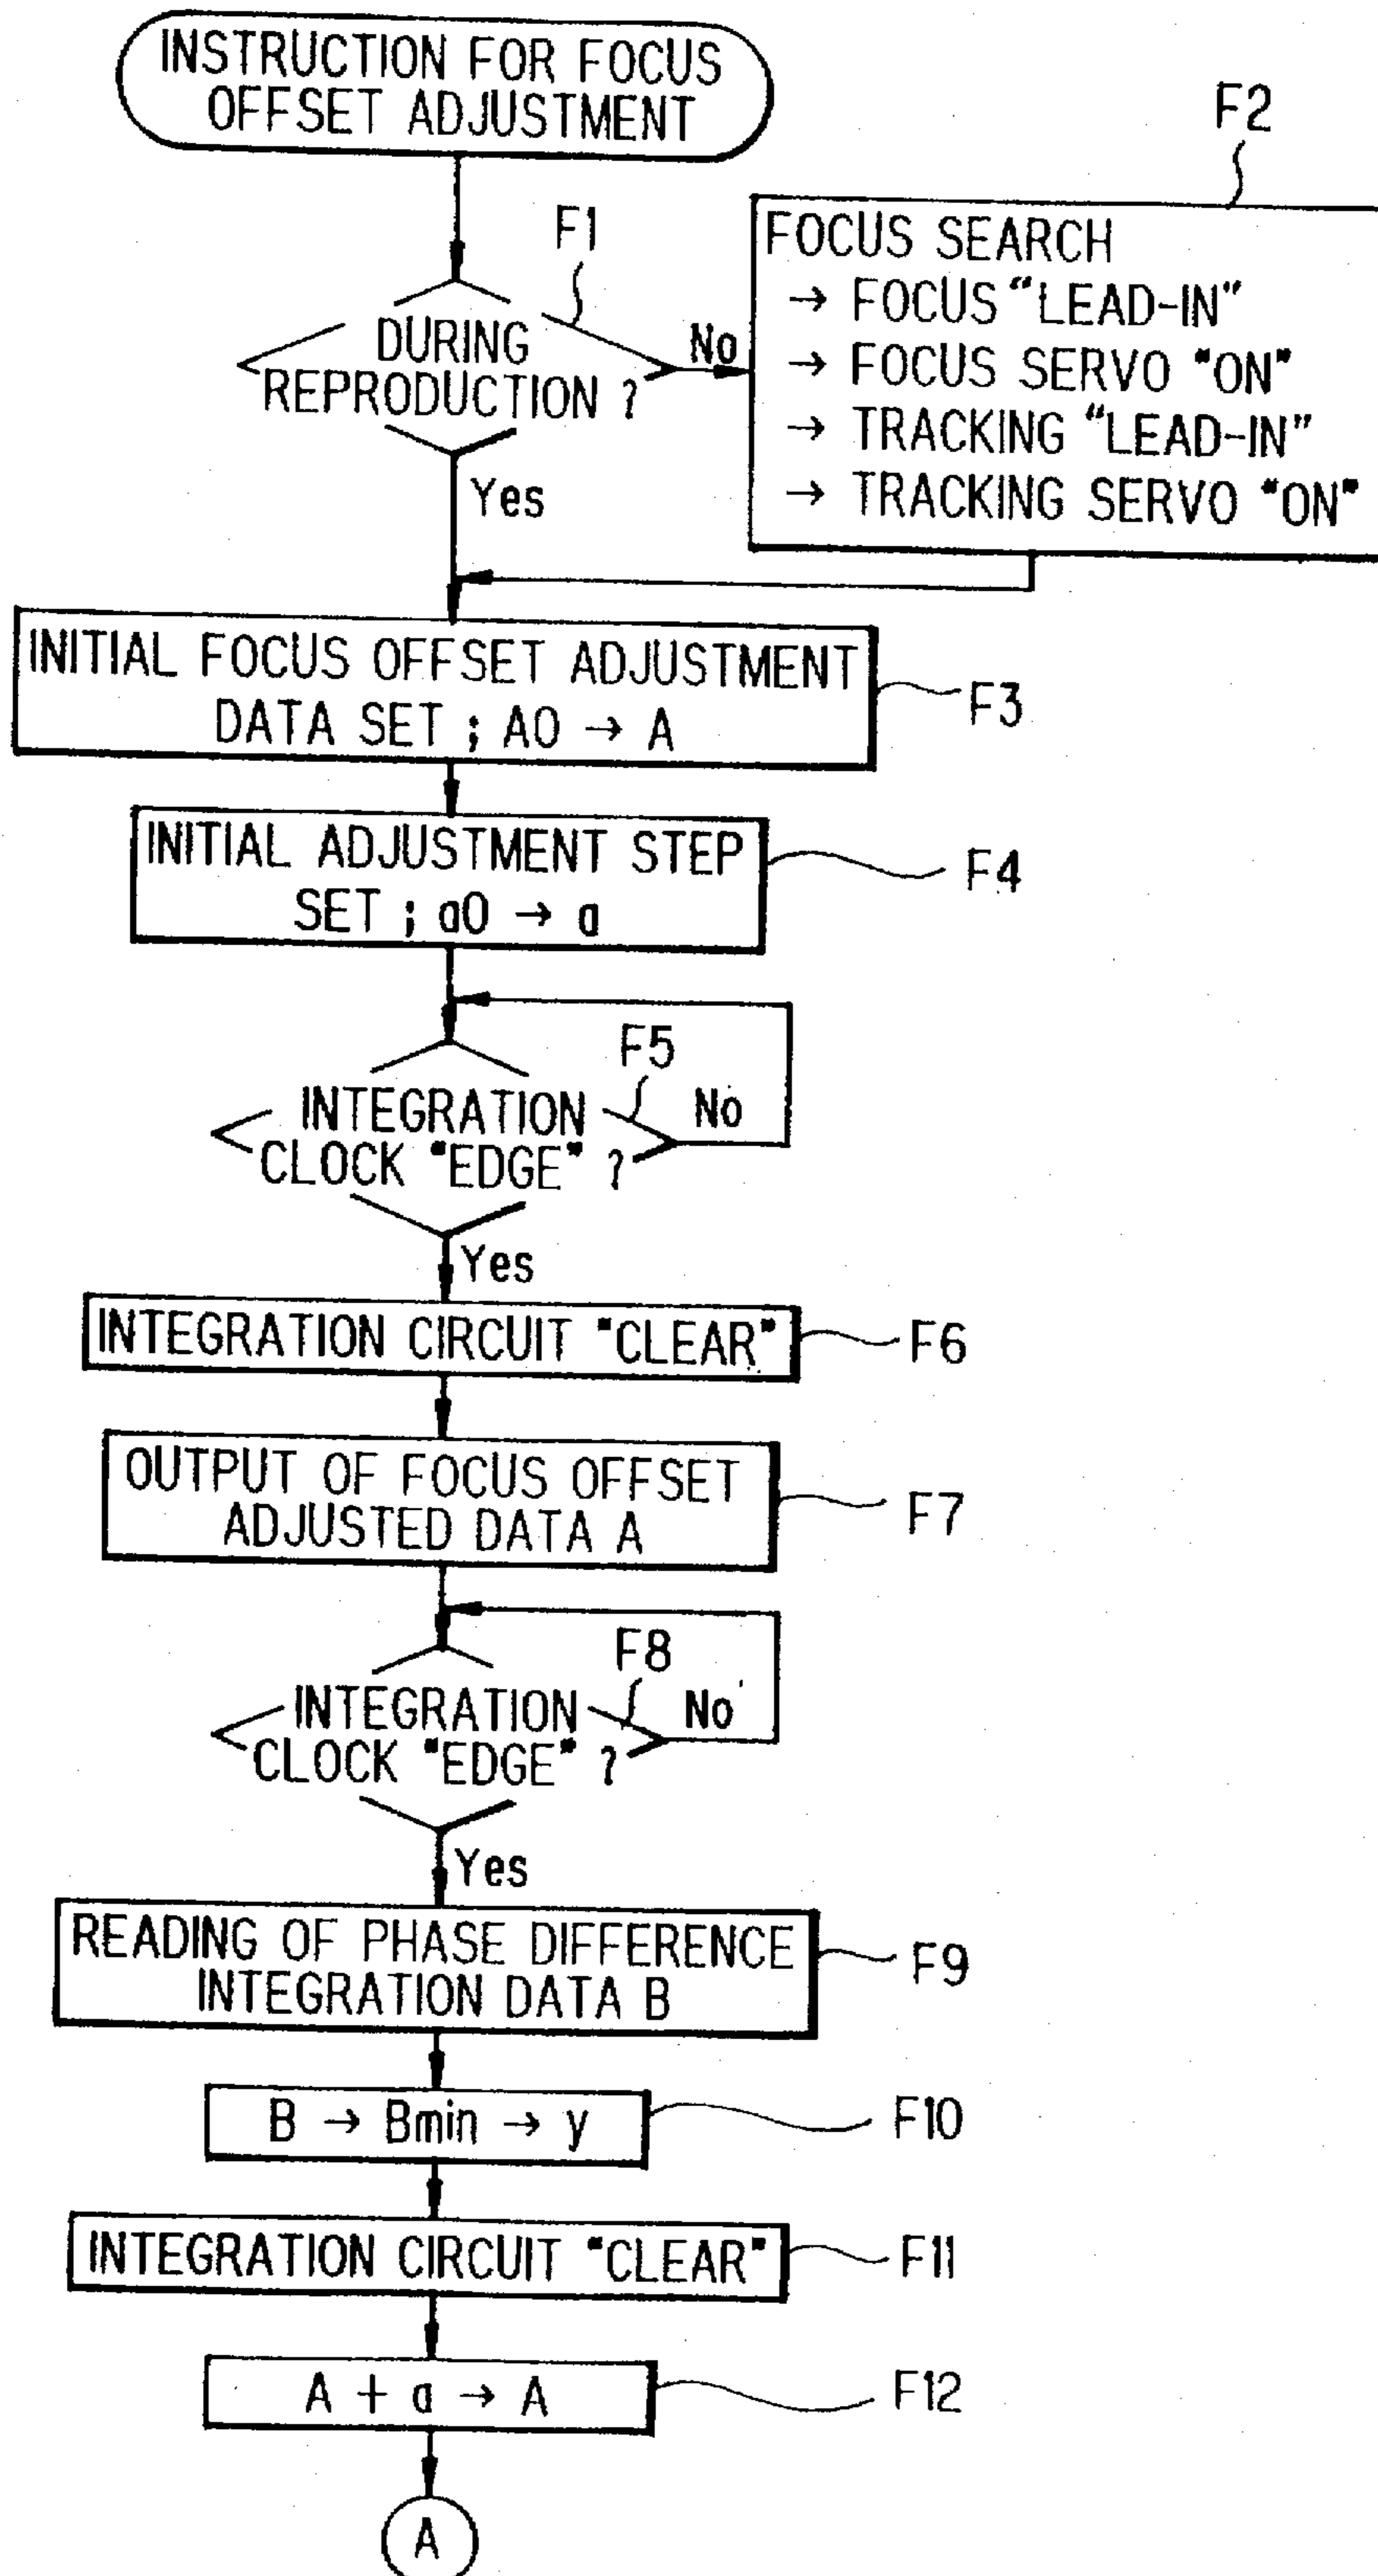 INSTRUCTION FOR FOCUS
OFFSET ADJUSTMENT
F1
DURING
REPRODUCTION ?
No
Yes
F2
FOCUS SEARCH
→ FOCUS "LEAD-IN"
→ FOCUS SERVO "ON"
→ TRACKING "LEAD-IN"
→ TRACKING SERVO "ON"
INITIAL FOCUS OFFSET ADJUSTMENT
DATA SET ; A0 → A
F3
INITIAL ADJUSTMENT STEP
SET ; a0 → a
F4
F5
INTEGRATION
CLOCK "EDGE" ?
No
Yes
INTEGRATION CIRCUIT "CLEAR"
F6
OUTPUT OF FOCUS OFFSET
ADJUSTED DATA A
F7
F8
INTEGRATION
CLOCK "EDGE" ?
No
Yes
READING OF PHASE DIFFERENCE
INTEGRATION DATA B
F9
B → Bmin → y
F10
INTEGRATION CIRCUIT "CLEAR"
F11
A + a → A
F12
A